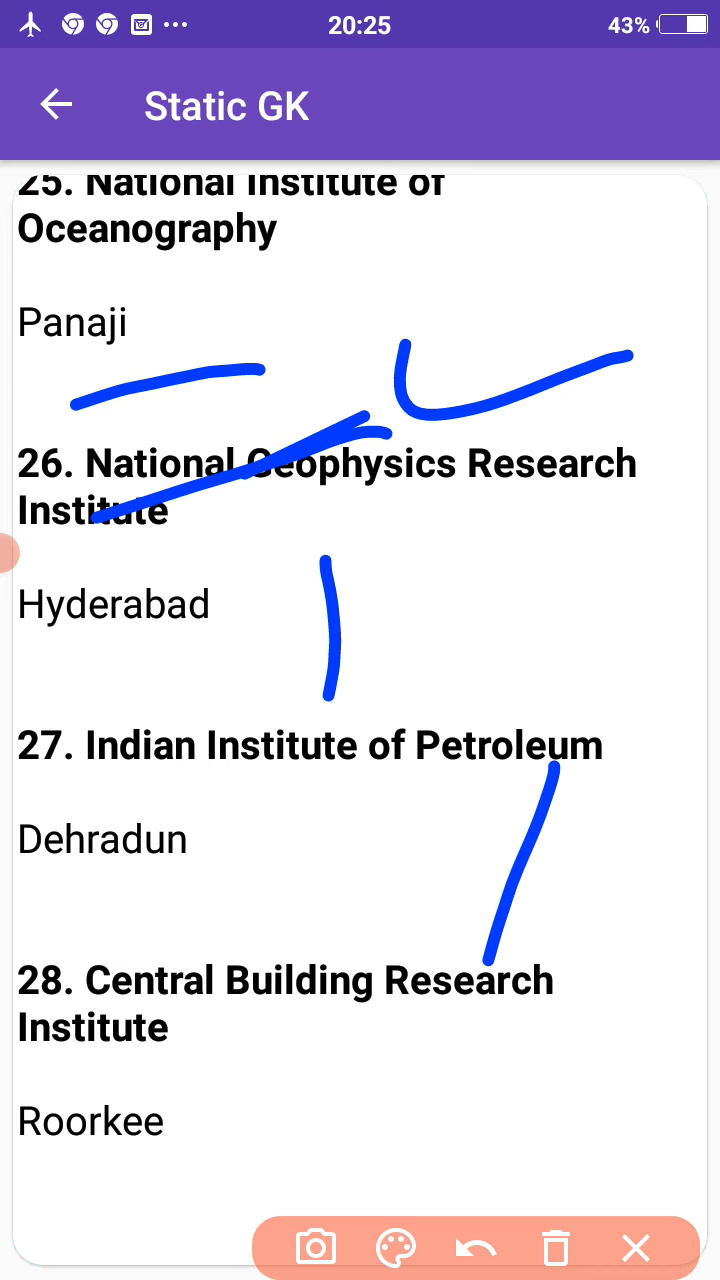 20:25
43%
Static GK
25. National Institute of
Oceanography
Panaji
26. National Geophysics Research
Institute
Hyderabad
27. Indian Institute of Petroleum
Dehradun
28. Central Building Research
Institute
Roorkee